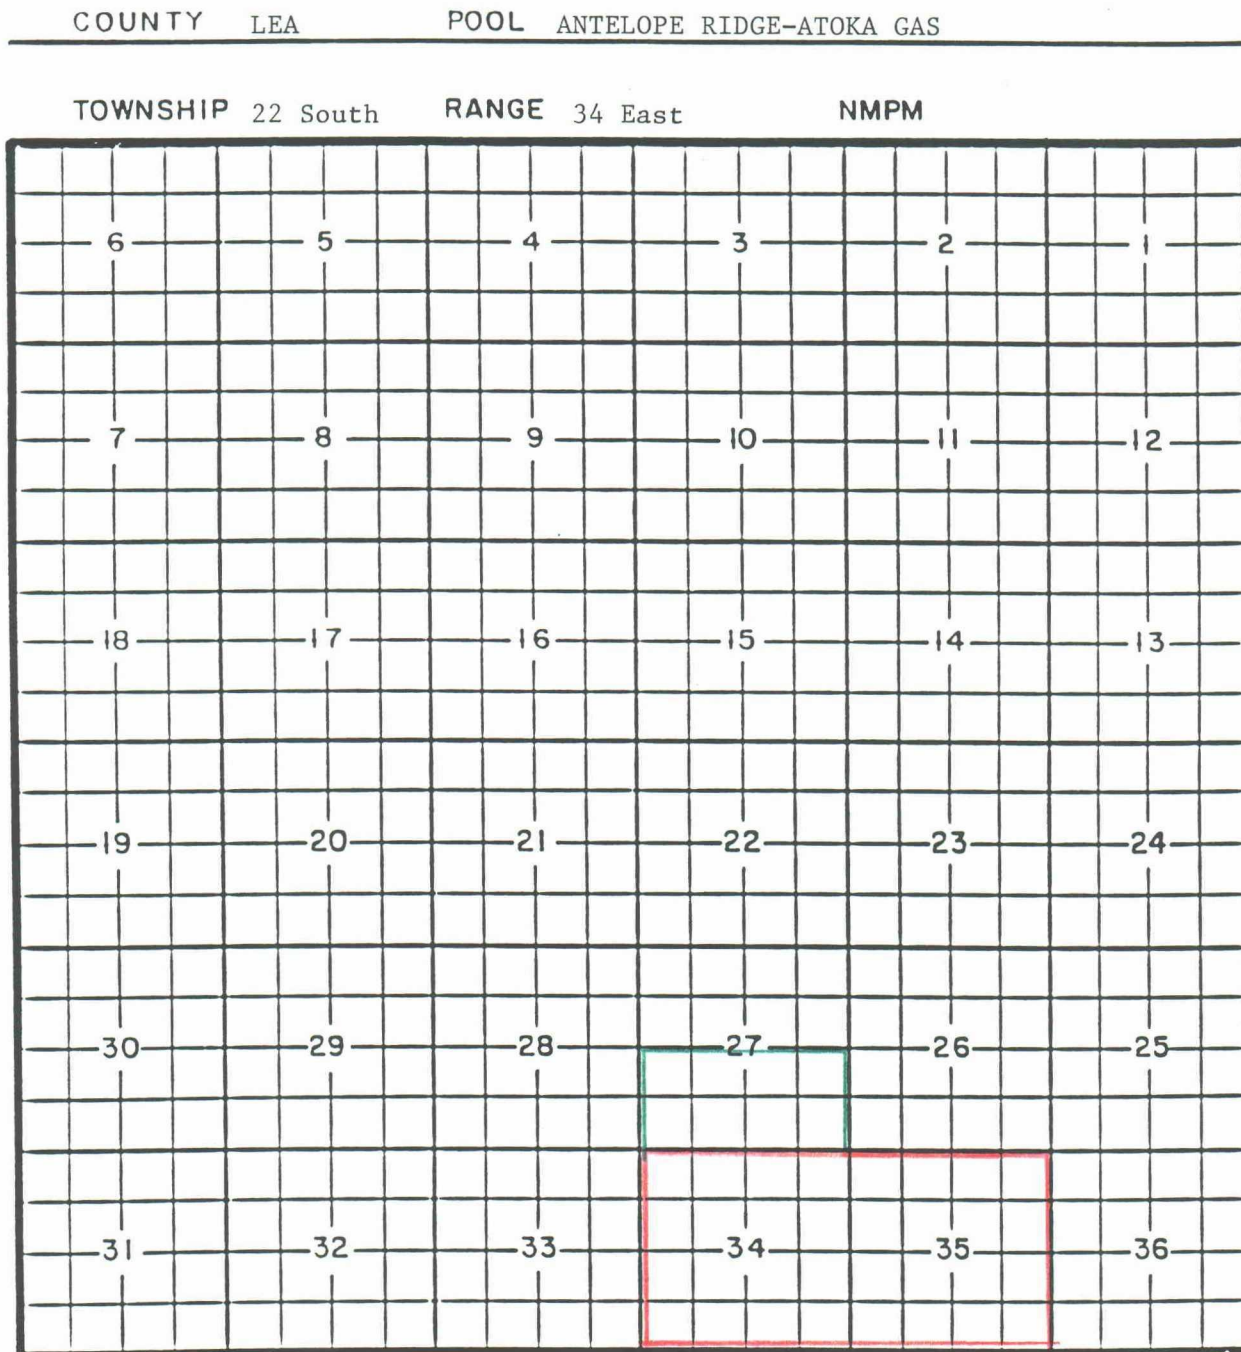 COUNTY LEA POOL ANTELOPE RIDGE-ATOKA GAS
TOWNSHIP 22 South RANGE 34 East NMPM
6 5 4 3 2 1
7 8 9 10 11 12
18 17 16 15 14 13
19 20 21 22 23 24
30 29 28 27 26 25
31 32 33 34 35 36